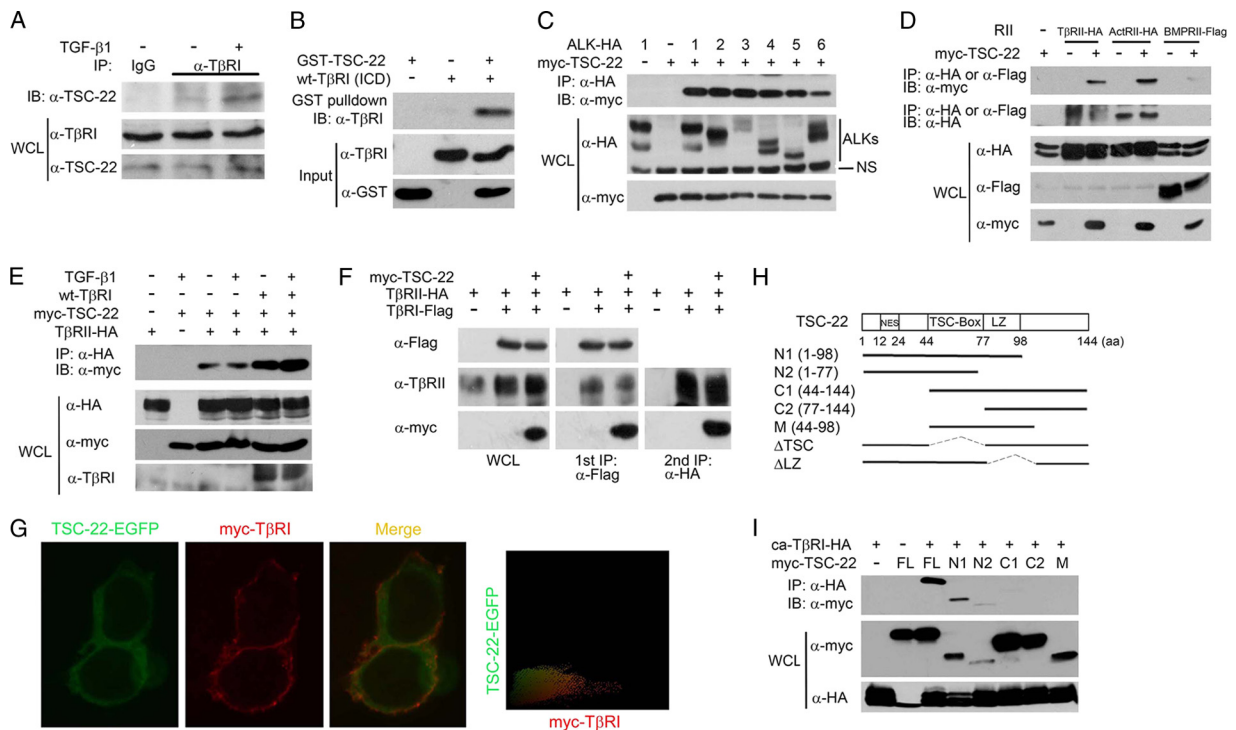 A
TGF-β1 - - +
IP: IgG α-TβRI
IB: α-TSC-22
WCL
α-TβRI
α-TSC-22
B
GST-TSC-22 + - +
wt-TβRI (ICD) - + +
GST pulldown
IB: α-TβRI
Input
α-TβRI
α-GST
C
ALK-HA 1 - 1 2 3 4 5 6
myc-TSC-22 - + + + + + + +
IP: α-HA
IB: α-myc
WCL
α-HA
ALKs
NS
α-myc
D
RII - TβRII-HA ActRII-HA BMPRII-Flag
myc-TSC-22 + - + - + - +
IP: α-HA or α-Flag
IB: α-myc
IP: α-HA or α-Flag
IB: α-HA
WCL
α-HA
α-Flag
α-myc
E
TGF-β1 - + - + - +
wt-TβRI - - - - + +
myc-TSC-22 - + + + + +
TβRII-HA + - + + + +
IP: α-HA
IB: α-myc
WCL
α-HA
α-myc
α-TβRI
F
myc-TSC-22 - - + - - + - - +
TβRII-HA + + + + + + + + +
TβRI-Flag - + + - + + - + +
α-Flag
α-TβRII
α-myc
WCL
1st IP:
α-Flag
2nd IP:
α-HA
H
TSC-22 NES TSC-Box LZ
1 12 24 44 77 98 144 (aa)
N1 (1-98)
N2 (1-77)
C1 (44-144)
C2 (77-144)
M (44-98)
ΔTSC
ΔLZ
G
TSC-22-EGFP
myc-TβRI
Merge
TSC-22-EGFP
myc-TβRI
I
ca-TβRI-HA + - + + + + + +
myc-TSC-22 - FL FL N1 N2 C1 C2 M
IP: α-HA
IB: α-myc
WCL
α-myc
α-HA